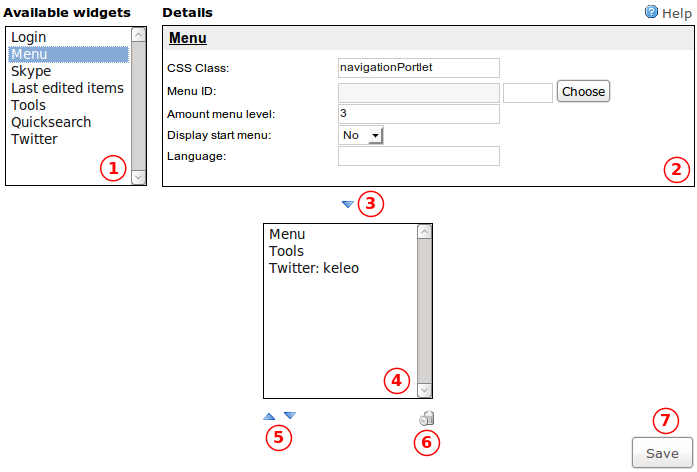 Available widgets
Details
Help
Login
Menu
Skype
Last edited items
Tools
Quicksearch
Twitter
1
Menu
CSS Class: navigationPortlet
Menu ID: Choose
Amount menu level: 3
Display start menu: No
Language:
2
3
Menu
Tools
Twitter: keleo
4
5
6
7
Save